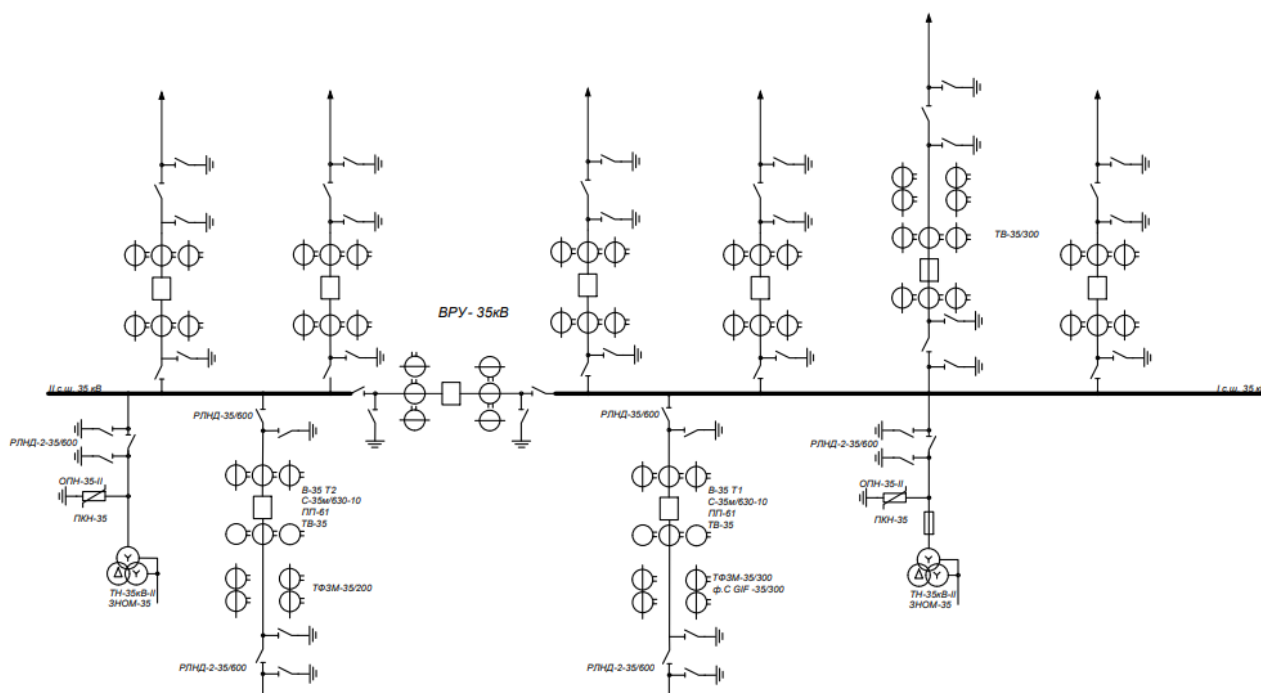 ТВ-35/300
ВРУ- 35кВ
II с.ш. 35 кВ
I с.ш. 35 к
РЛНД-35/600
РЛНД-35/600
РЛНД-2-35/600
РЛНД-2-35/600
ОПН-35-II
ПКН-35
В-35 Т2
С-35м/630-10
ПП-61
ТВ-35
В-35 Т1
С-35м/630-10
ПП-61
ТВ-35
ОПН-35-II
ПКН-35
ТФЗМ-35/200
ТФЗМ-35/300
ф.С GIF -35/300
ТН-35кВ-II
ЗНОМ-35
ТН-35кВ-II
ЗНОМ-35
РЛНД-2-35/600
РЛНД-2-35/600